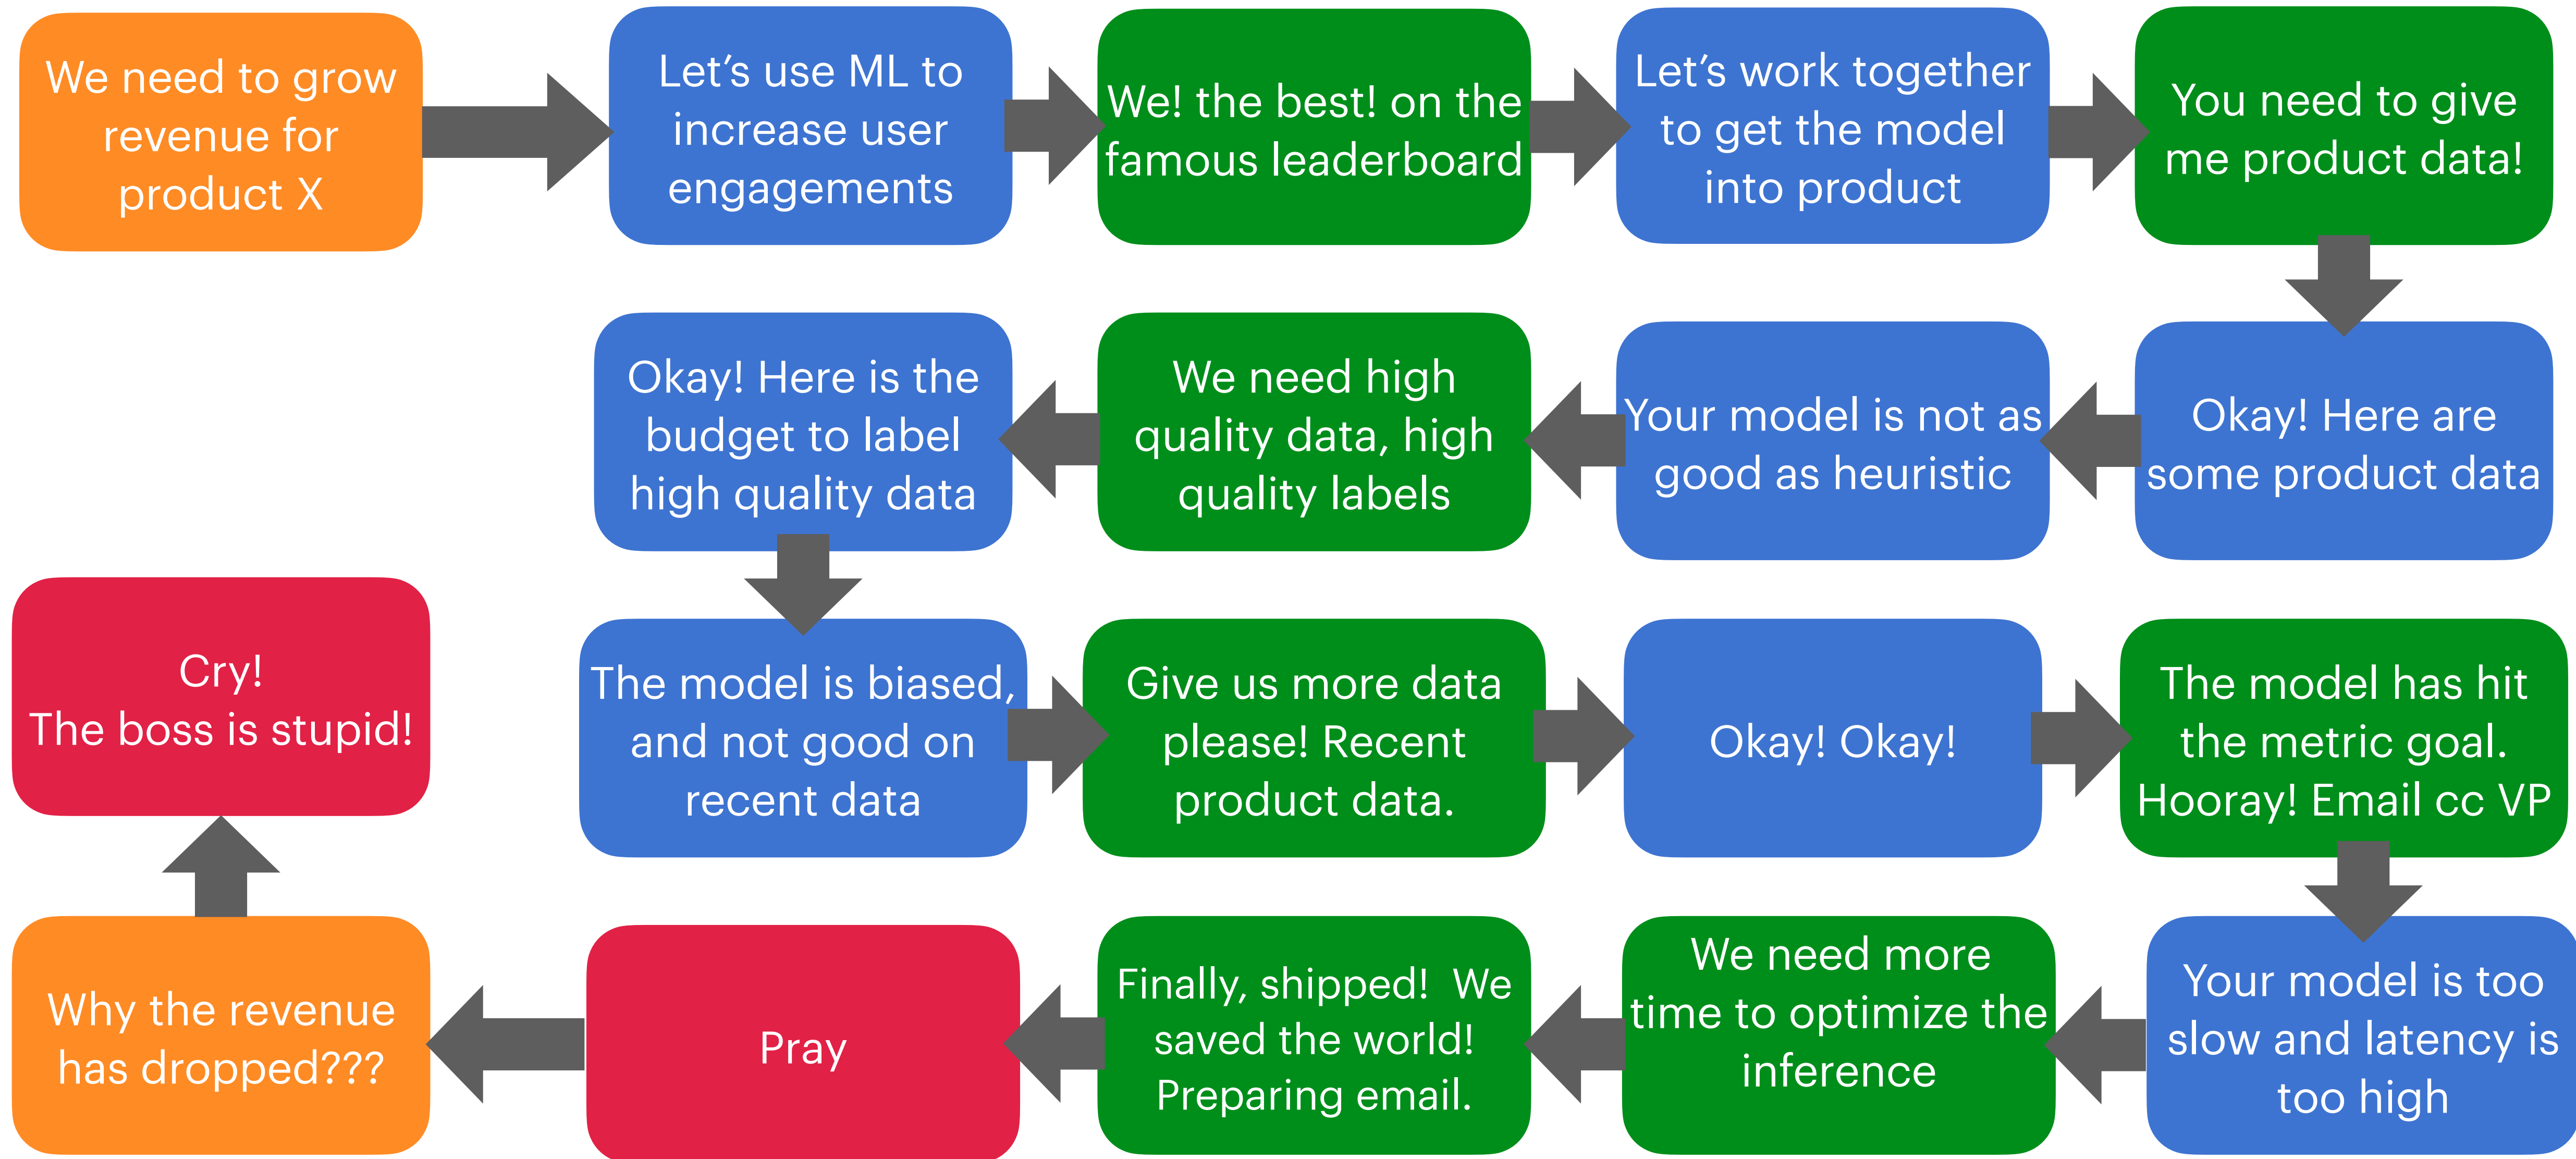 We need to grow
revenue for
product X
Let’s use ML to
increase user
engagements
We! the best! on the
famous leaderboard
Let’s work together
to get the model
into product
You need to give
me product data!
Okay! Here are
some product data
Your model is not as
good as heuristic
We need high
quality data, high
quality labels
Okay! Here is the
budget to label
high quality data
The model is biased,
and not good on
recent data
Give us more data
please! Recent
product data.
Okay! Okay!
The model has hit
the metric goal.
Hooray! Email cc VP
Your model is too
slow and latency is
too high
We need more
time to optimize the
inference
Finally, shipped!  We
saved the world!
Preparing email.
Pray
Why the revenue
has dropped???
Cry!
The boss is stupid!